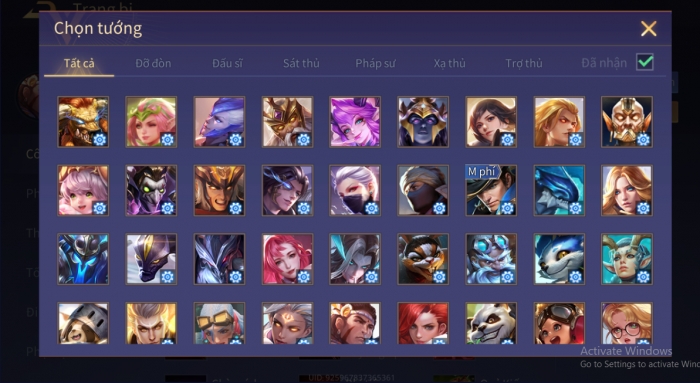 Trang bị
Chọn tướng
Tất cả Đỡ đòn Đấu sĩ Sát thủ Pháp sư Xạ thủ Trợ thủ Đã nhận
M phí
Activate Windows
Go to Settings to activate Win